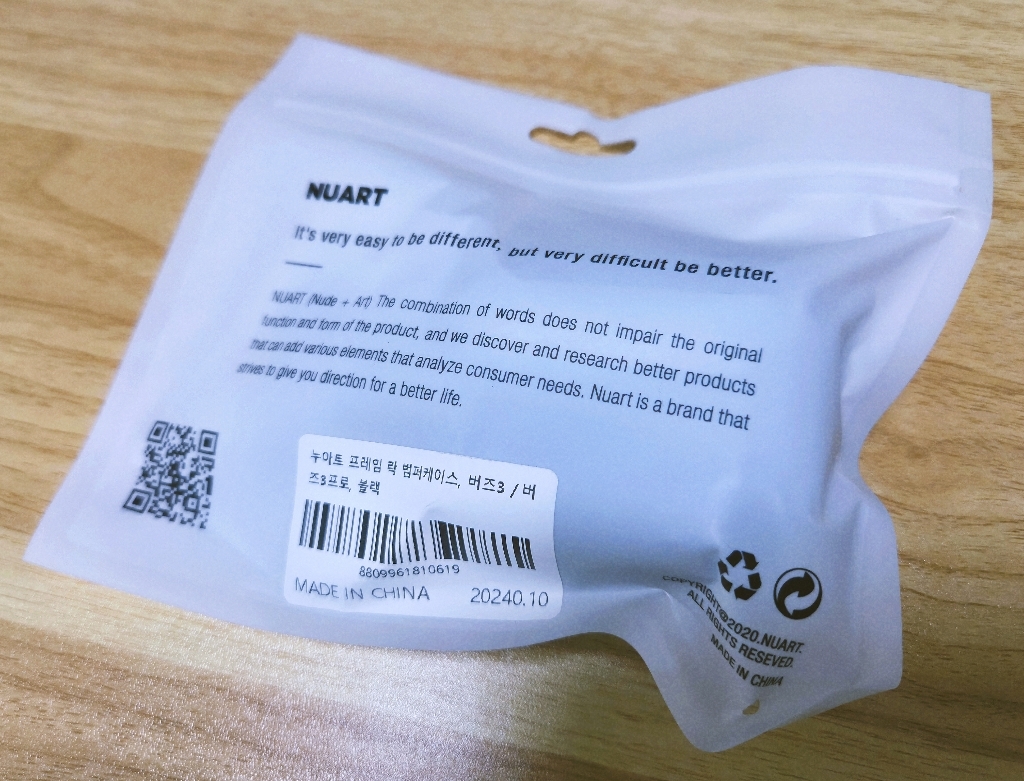 NUART
It's very easy to be different, but very difficult be better.
NUART (Nude + Art) The combination of words does not impair the original
function and form of the product, and we discover and research better products
that can add various elements that analyze consumer needs. Nuart is a brand that
strives to give you direction for a better life.
누아트 프레임 락 범퍼케이스, 버즈3 / 버
즈3프로, 블랙
8809961810619
MADE IN CHINA 20240.10
COPYRIGHT@2020.NUART.
ALL RIGHTS RESEVED.
MADE IN CHINA